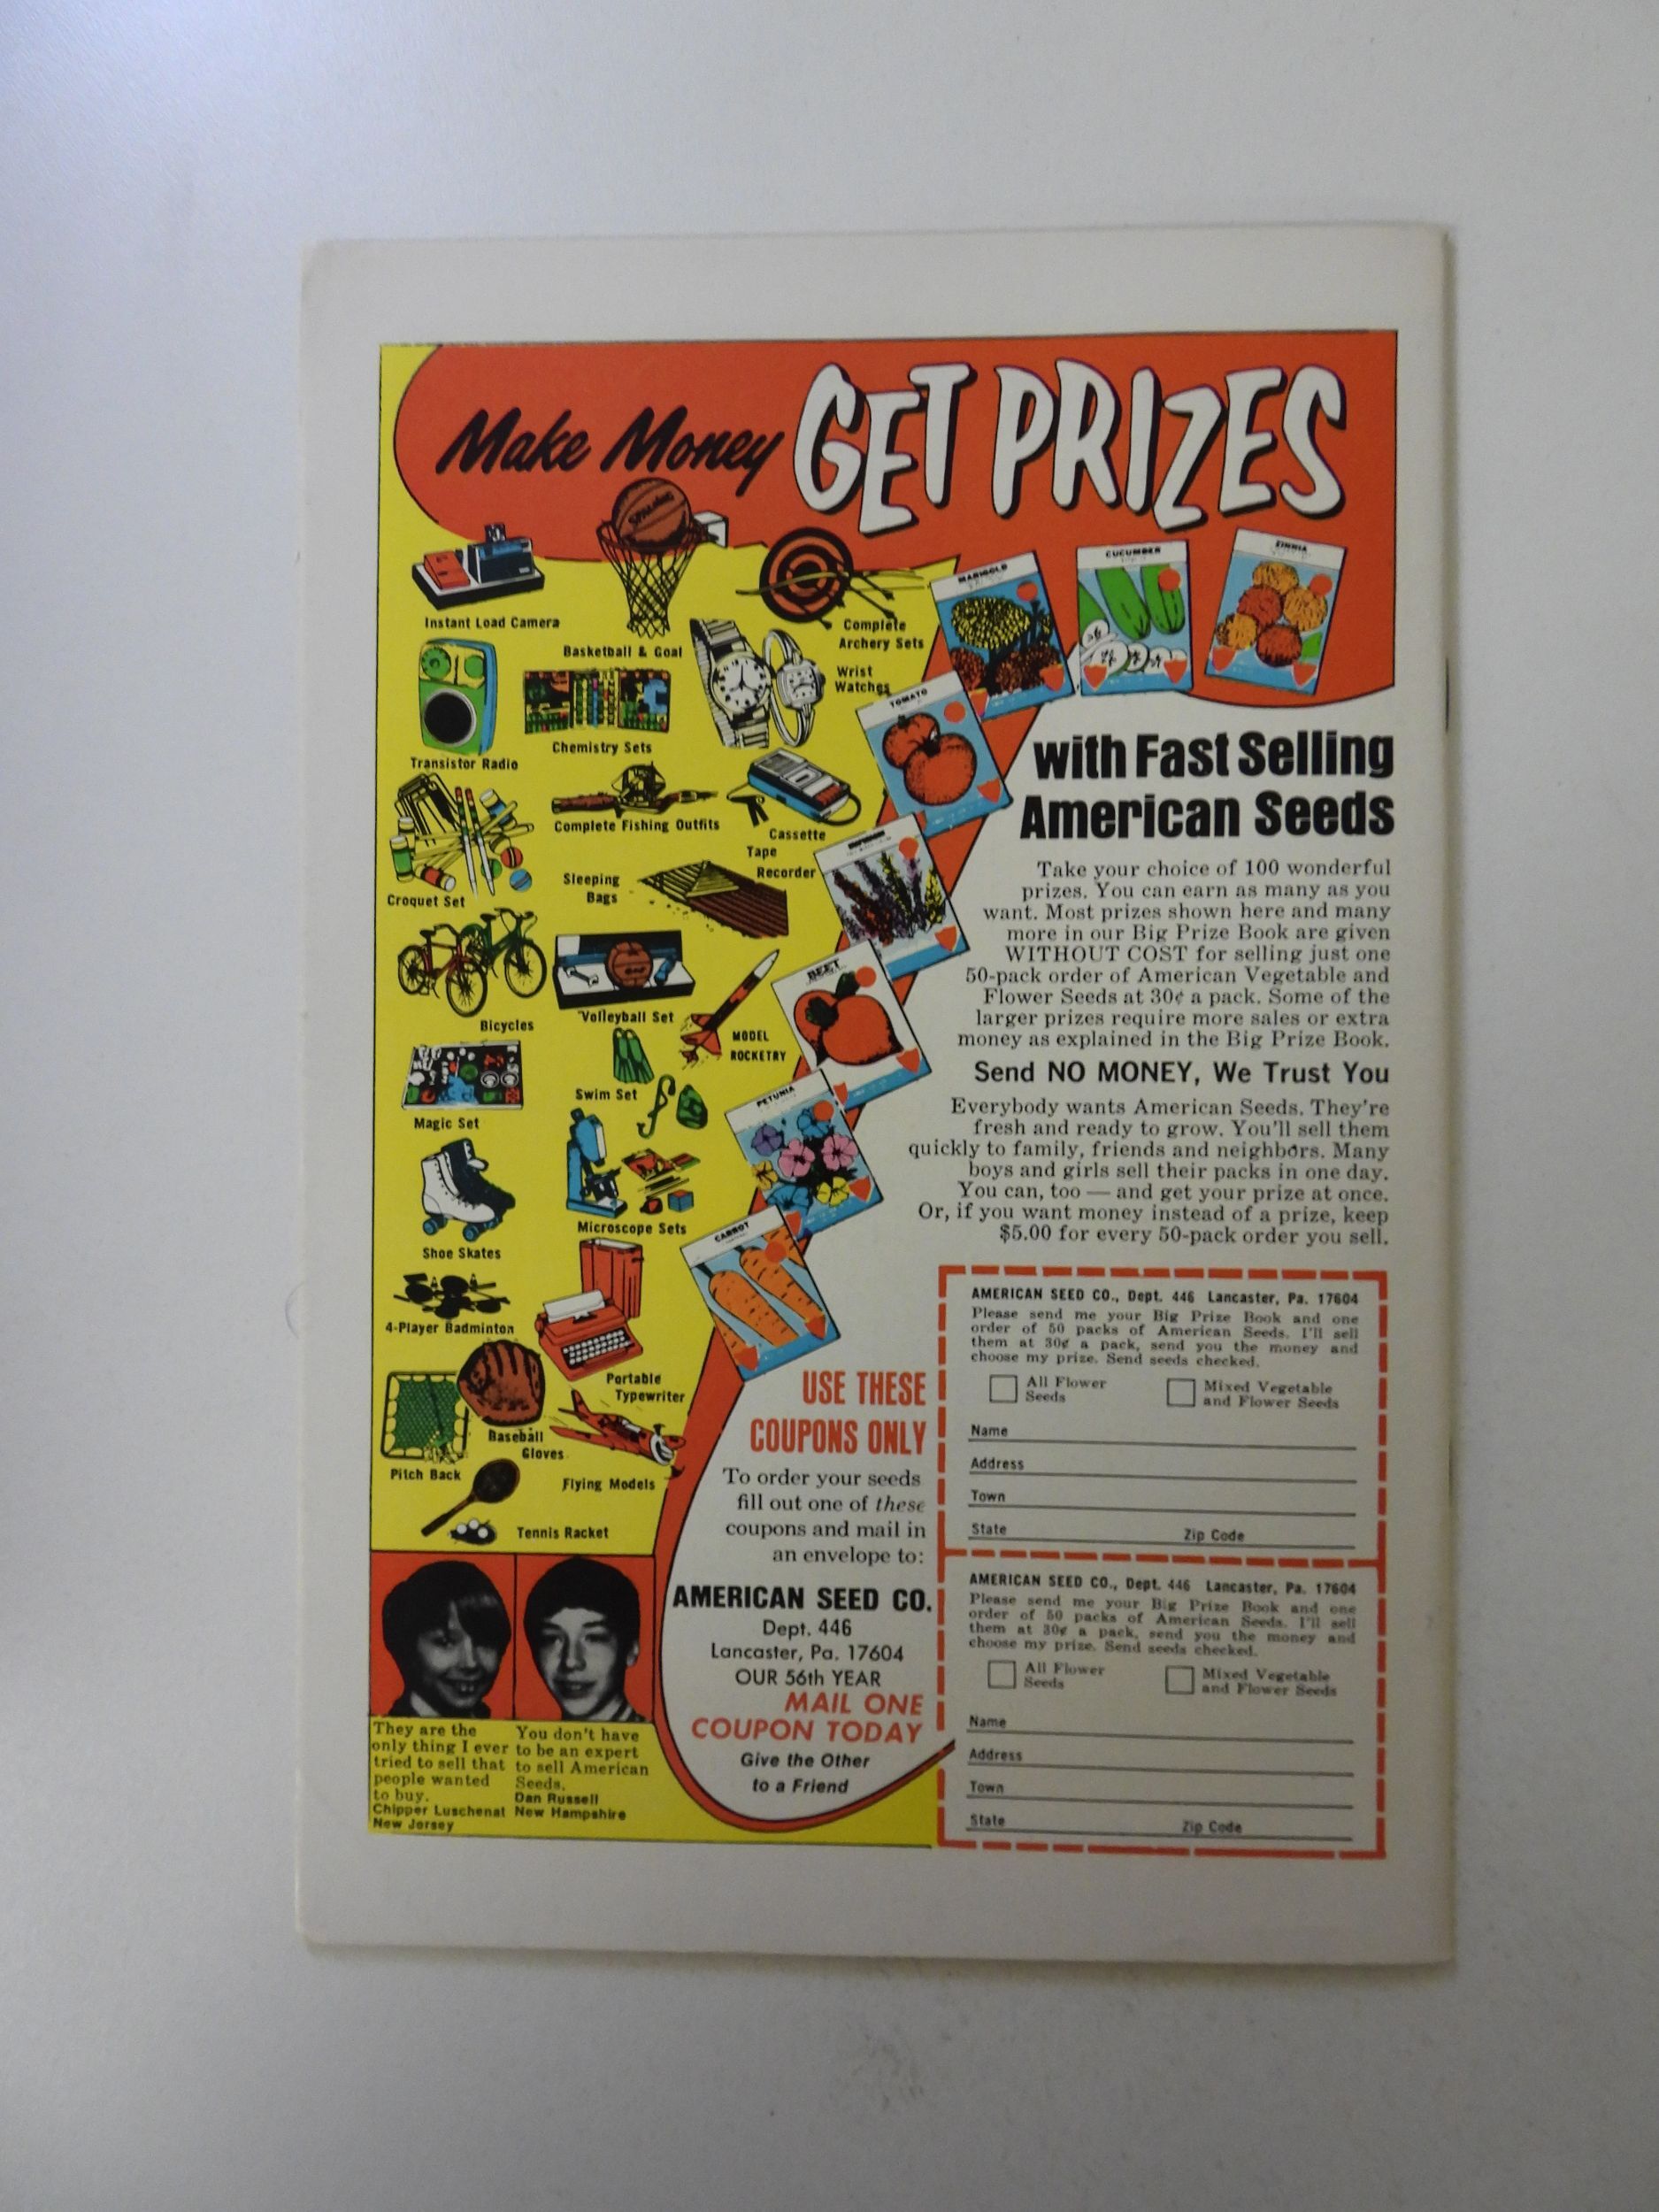 Make Money GET PRIZES
SPALDING
Instant Load Camera
Basketball & Goal
Complete
Archery Sets
Wrist
Watches
Transistor Radio
Chemistry Sets
Complete Fishing Outfits
Cassette
Tape
Recorder
Croquet Set
Sleeping
Bags
Bicycles
Volleyball Set
MODEL
ROCKETRY
Magic Set
Swim Set
Shoe Skates
Microscope Sets
4-Player Badminton
Portable
Typewriter
Baseball
Gloves
Pitch Back
Flying Models
Tennis Racket
MARIGOLD
CUCUMBER
ZINNIA
TOMATO
BEET
PETUNIA
CARROT
with Fast Selling
American Seeds
Take your choice of 100 wonderful
prizes. You can earn as many as you
want. Most prizes shown here and many
more in our Big Prize Book are given
WITHOUT COST for selling just one
50-pack order of American Vegetable and
Flower Seeds at 30¢ a pack. Some of the
larger prizes require more sales or extra
money as explained in the Big Prize Book.
Send NO MONEY, We Trust You
Everybody wants American Seeds. They're
fresh and ready to grow. You'll sell them
quickly to family, friends and neighbors. Many
boys and girls sell their packs in one day.
You can, too — and get your prize at once.
Or, if you want money instead of a prize, keep
$5.00 for every 50-pack order you sell.
USE THESE
COUPONS ONLY
To order your seeds
fill out one of these
coupons and mail in
an envelope to:
AMERICAN SEED CO.
Dept. 446
Lancaster, Pa. 17604
OUR 56th YEAR
MAIL ONE
COUPON TODAY
Give the Other
to a Friend
They are the
only thing I ever
tried to sell that
people wanted
to buy.
Chipper Luschenat
New Jersey
You don't have
to be an expert
to sell American
Seeds.
Dan Russell
New Hampshire
AMERICAN SEED CO., Dept. 446 Lancaster, Pa. 17604
Please send me your Big Prize Book and one
order of 50 packs of American Seeds. I'll sell
them at 30¢ a pack, send you the money and
choose my prize. Send seeds checked.
All Flower
Seeds
Mixed Vegetable
and Flower Seeds
Name
Address
Town
State Zip Code
AMERICAN SEED CO., Dept. 446 Lancaster, Pa. 17604
Please send me your Big Prize Book and one
order of 50 packs of American Seeds. I'll sell
them at 30¢ a pack, send you the money and
choose my prize. Send seeds checked.
All Flower
Seeds
Mixed Vegetable
and Flower Seeds
Name
Address
Town
State Zip Code